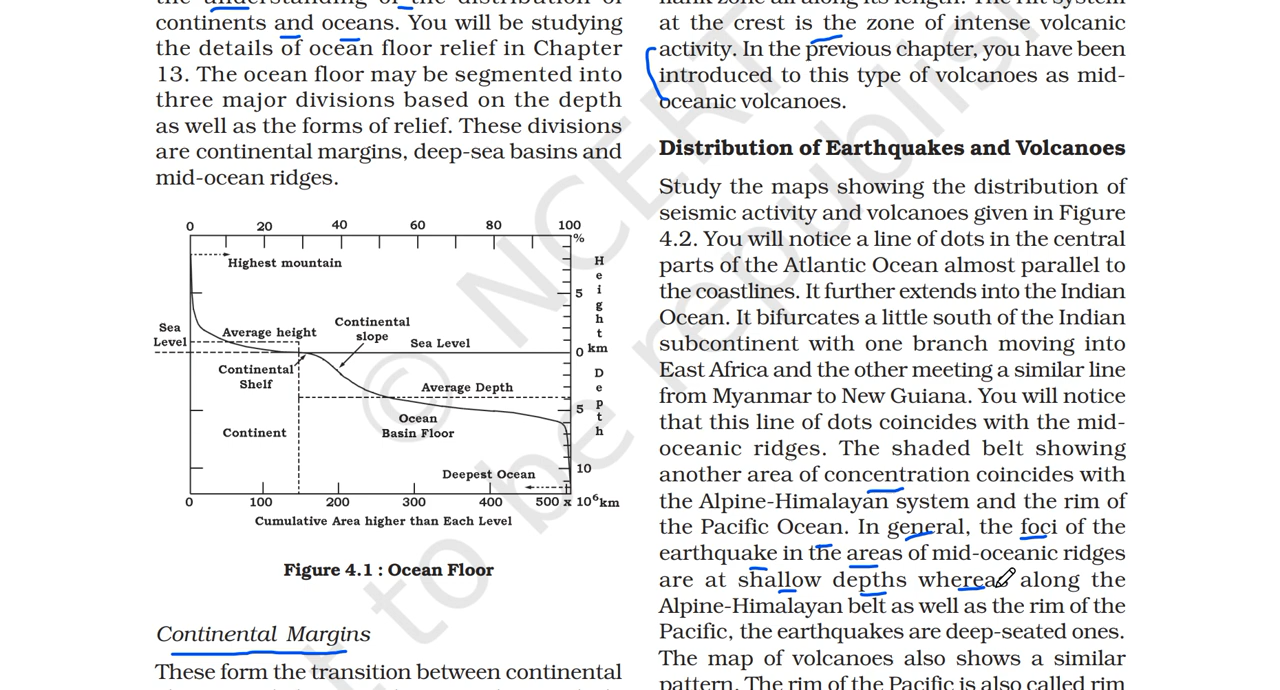 the understanding of the distribution of
continents and oceans. You will be studying
the details of ocean floor relief in Chapter
13. The ocean floor may be segmented into
three major divisions based on the depth
as well as the forms of relief. These divisions
are continental margins, deep-sea basins and
mid-ocean ridges.
0 20 40 60 80 100
%
Highest mountain
Height
5
Continental
slope
Average height
Sea
Level
Sea Level
0 km
Continental
Shelf
Depth
Average Depth
5
Ocean
Basin Floor
Continent
Deepest Ocean
10
0 100 200 300 400 500 x 10⁶km
Cumulative Area higher than Each Level
Figure 4.1 : Ocean Floor
Continental Margins
These form the transition between continental
at the crest is the zone of intense volcanic
activity. In the previous chapter, you have been
introduced to this type of volcanoes as mid-
oceanic volcanoes.
Distribution of Earthquakes and Volcanoes
Study the maps showing the distribution of
seismic activity and volcanoes given in Figure
4.2. You will notice a line of dots in the central
parts of the Atlantic Ocean almost parallel to
the coastlines. It further extends into the Indian
Ocean. It bifurcates a little south of the Indian
subcontinent with one branch moving into
East Africa and the other meeting a similar line
from Myanmar to New Guiana. You will notice
that this line of dots coincides with the mid-
oceanic ridges. The shaded belt showing
another area of concentration coincides with
the Alpine-Himalayan system and the rim of
the Pacific Ocean. In general, the foci of the
earthquake in the areas of mid-oceanic ridges
are at shallow depths whereas along the
Alpine-Himalayan belt as well as the rim of the
Pacific, the earthquakes are deep-seated ones.
The map of volcanoes also shows a similar
pattern. The rim of the Pacific is also called rim
© NCERT
to be republis